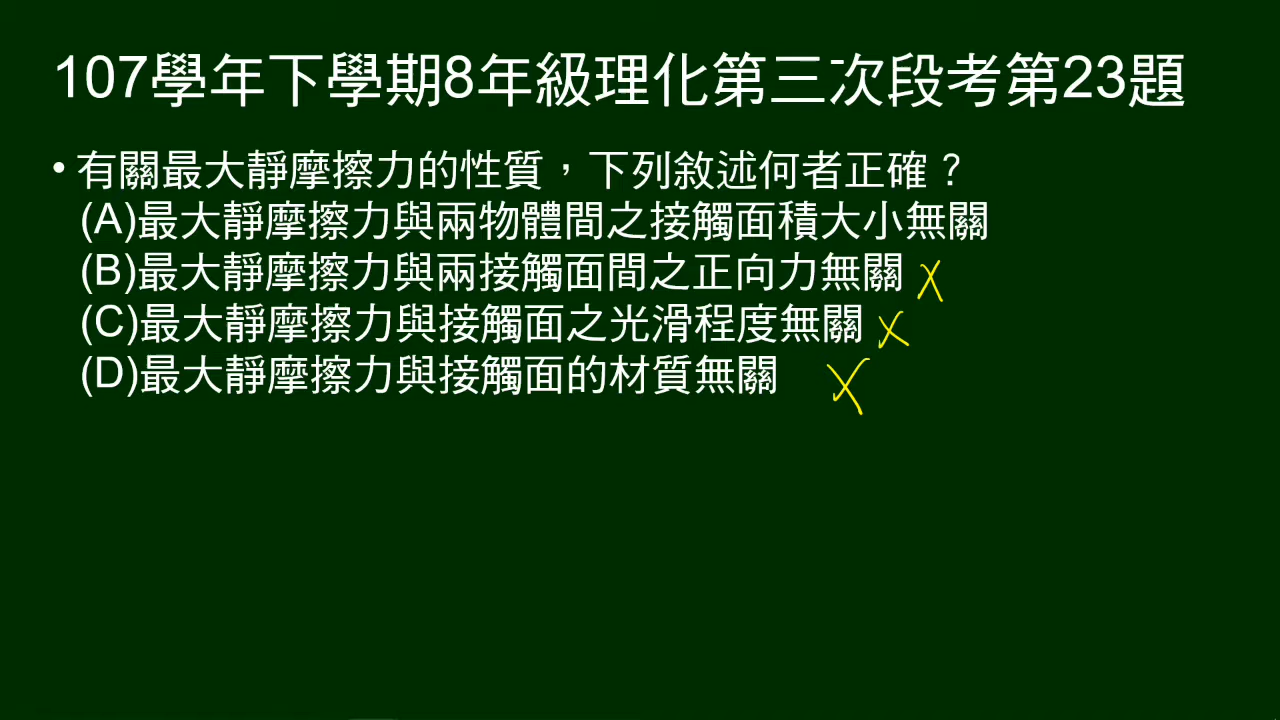 107學年下學期8年級理化第三次段考第23題
• 有關最大靜摩擦力的性質，下列敘述何者正確？
(A)最大靜摩擦力與兩物體間之接觸面積大小無關
(B)最大靜摩擦力與兩接觸面間之正向力無關 X
(C)最大靜摩擦力與接觸面之光滑程度無關 X
(D)最大靜摩擦力與接觸面的材質無關 X